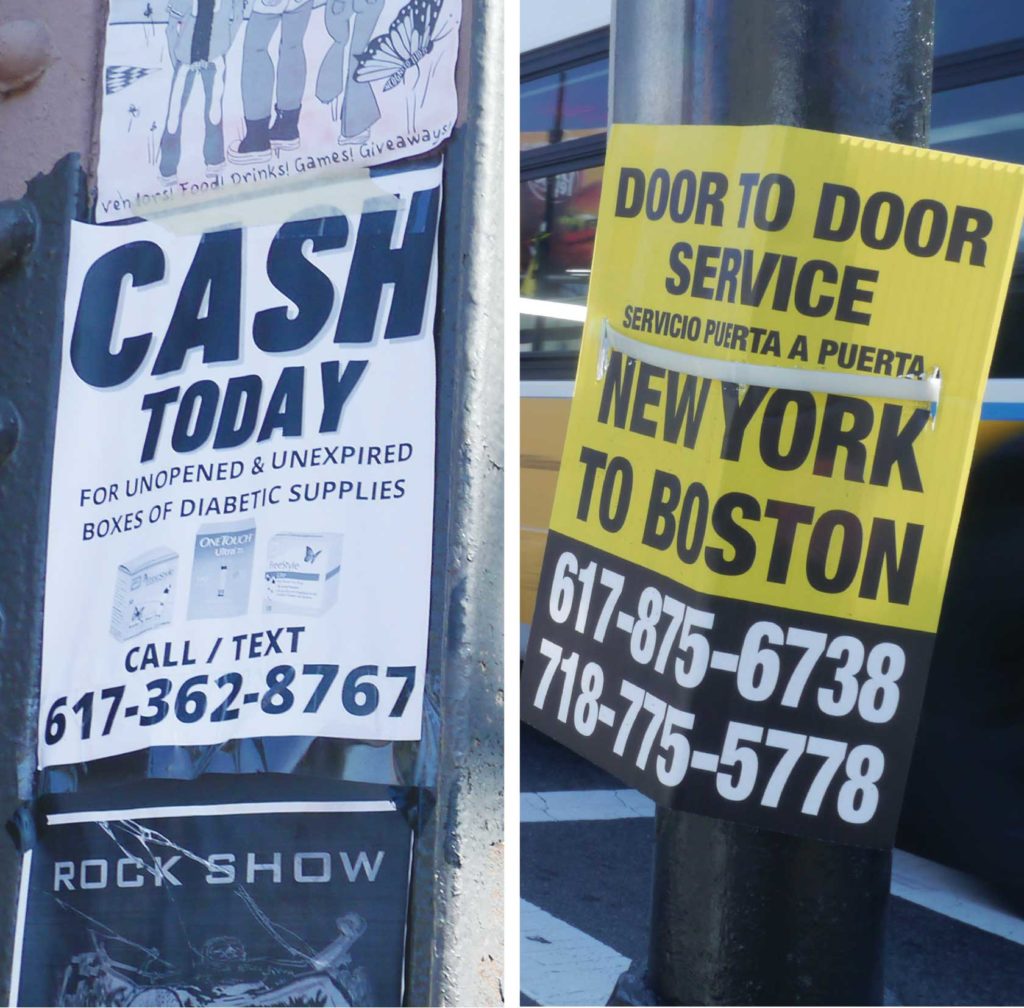 Vendors! Food! Drinks! Games! Giveaways!
CASH
TODAY
FOR UNOPENED & UNEXPIRED
BOXES OF DIABETIC SUPPLIES
FreeStyle
ONETOUCH
Ultra
FreeStyle
CALL / TEXT
617-362-8767
ROCK SHOW
DOOR TO DOOR
SERVICE
SERVICIO PUERTA A PUERTA
NEW YORK
TO BOSTON
617-875-6738
718-775-5778